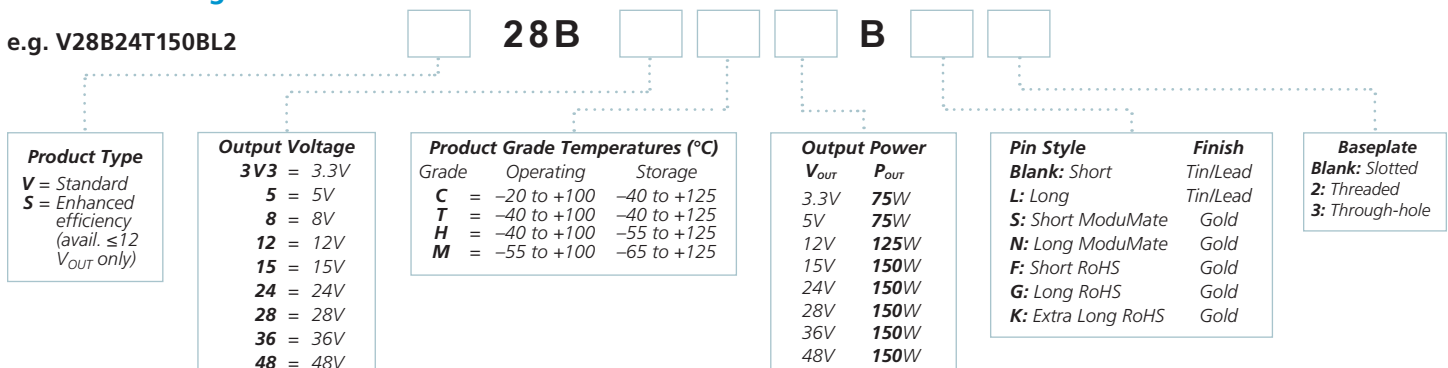 e.g. V28B24T150BL2
28B
B
Product Type
V = Standard
S = Enhanced
efficiency
(avail. ≤12
VOUT only)
Output Voltage
3V3 = 3.3V
5 = 5V
8 = 8V
12 = 12V
15 = 15V
24 = 24V
28 = 28V
36 = 36V
48 = 48V
Product Grade Temperatures (°C)
Grade Operating Storage
C = –20 to +100 –40 to +125
T = –40 to +100 –40 to +125
H = –40 to +100 –55 to +125
M = –55 to +100 –65 to +125
Output Power
VOUT POUT
3.3V 75W
5V 75W
12V 125W
15V 150W
24V 150W
28V 150W
36V 150W
48V 150W
Pin Style Finish
Blank: Short Tin/Lead
L: Long Tin/Lead
S: Short ModuMate Gold
N: Long ModuMate Gold
F: Short RoHS Gold
G: Long RoHS Gold
K: Extra Long RoHS Gold
Baseplate
Blank: Slotted
2: Threaded
3: Through-hole